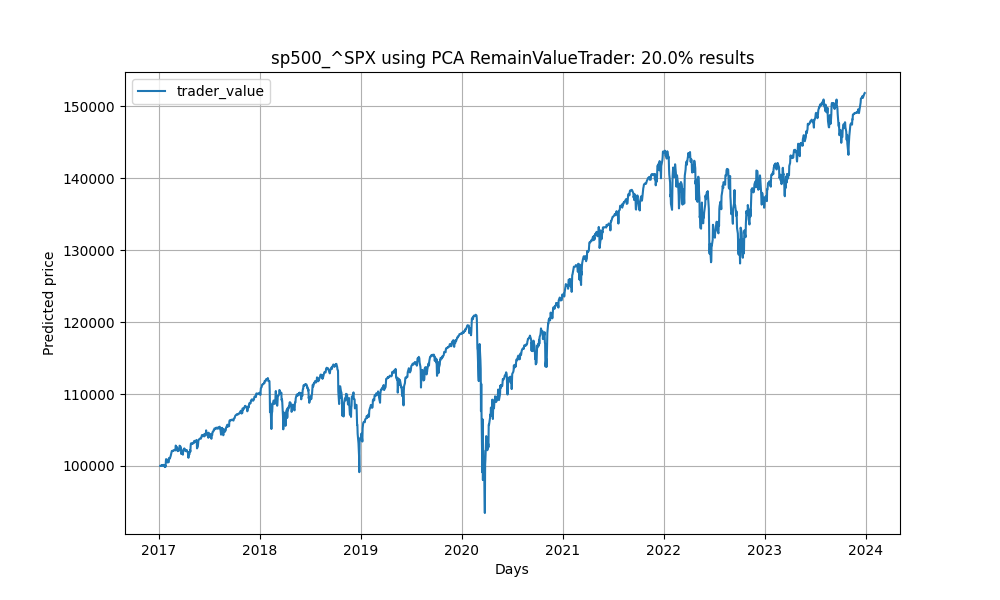 sp500_^SPX using PCA RemainValueTrader: 20.0% results
trader_value
150000
140000
130000
120000
110000
100000
Predicted price
2017 2018 2019 2020 2021 2022 2023 2024
Days